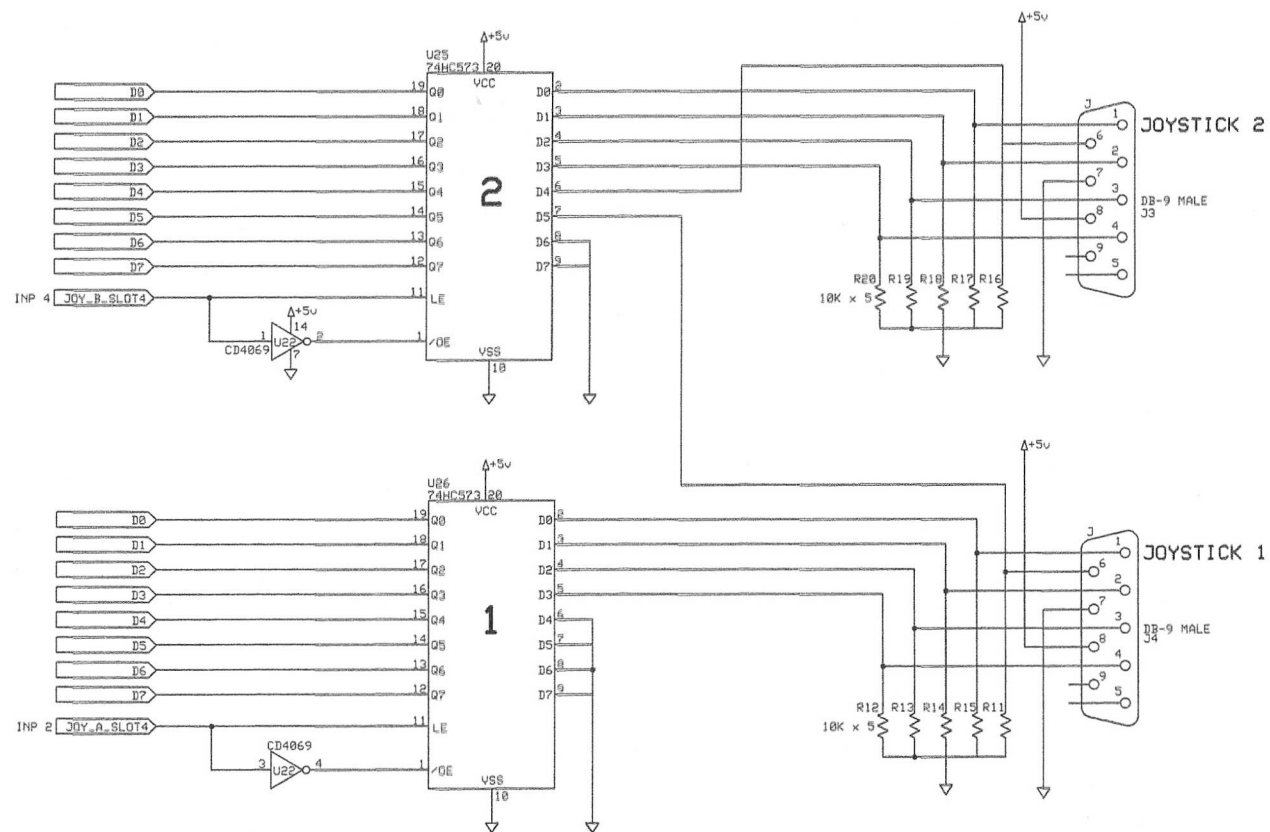 +5v
U25
74HC573 20
VCC
D0 19 Q0 D0 2
D1 18 Q1 D1 3
D2 17 Q2 D2 4
D3 16 Q3 D3 5
D4 15 Q4 D4 6
D5 14 Q5 D5 7
D6 13 Q6 D6 8
D7 12 Q7 D7 9
2
INP 4 JOY_B_SLOT4 11 LE
+5v
14
1 U22 2 1 /OE
CD4069 7
VSS
10
+5v
J
1 JOYSTICK 2
6
2
7
3 DB-9 MALE
J3
8
4
9
5
R20 R19 R18 R17 R16
10K x 5
+5v
U26
74HC573 20
VCC
D0 19 Q0 D0 2
D1 18 Q1 D1 3
D2 17 Q2 D2 4
D3 16 Q3 D3 5
D4 15 Q4 D4 6
D5 14 Q5 D5 7
D6 13 Q6 D6 8
D7 12 Q7 D7 9
1
INP 2 JOY_A_SLOT4 11 LE
CD4069
3 U22 4 1 /OE
VSS
10
+5v
J
1 JOYSTICK 1
6
2
7
3 DB-9 MALE
J4
8
4
9
5
R12 R13 R14 R15 R11
10K x 5